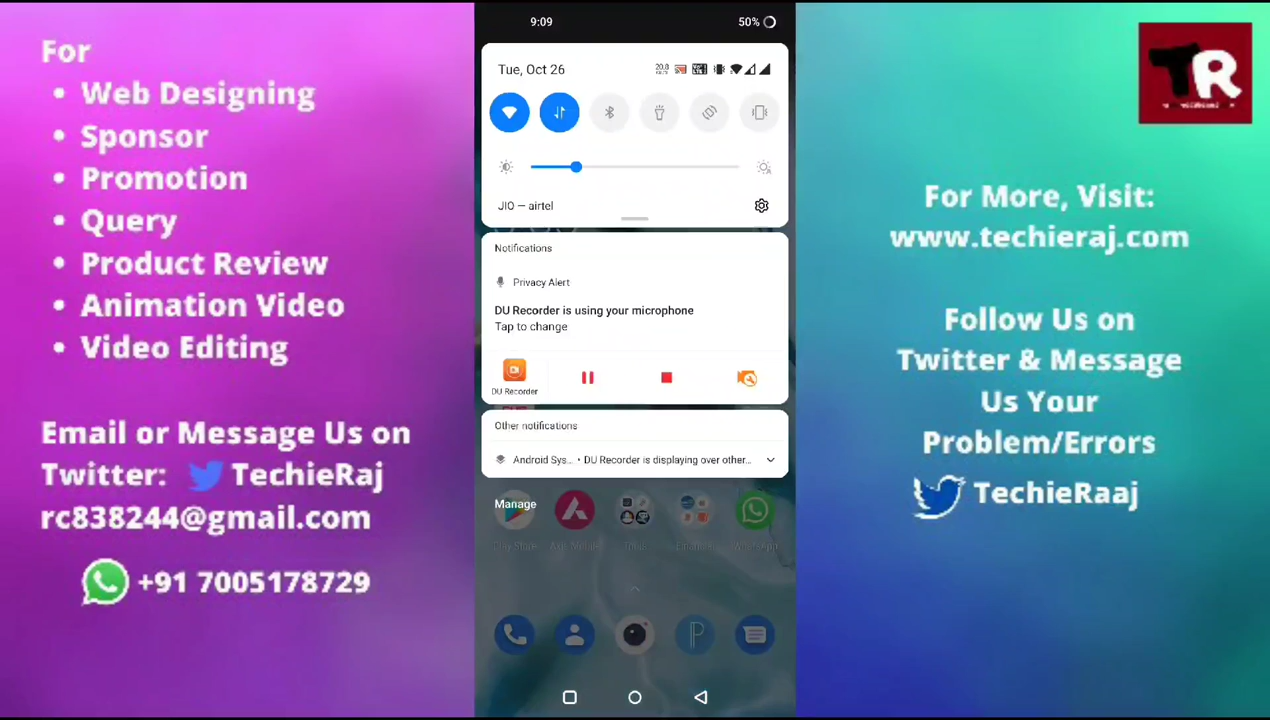 For
• Web Designing
• Sponsor
• Promotion
• Query
• Product Review
• Animation Video
• Video Editing
Email or Message Us on
Twitter: TechieRaj
rc838244@gmail.com
+91 7005178729
9:09
50%
Tue, Oct 26
JIO — airtel
Notifications
Privacy Alert
DU Recorder is using your microphone
Tap to change
DU Recorder
Other notifications
Android Sys... • DU Recorder is displaying over other...
Manage
TR
For More, Visit:
www.techieraj.com
Follow Us on
Twitter & Message
Us Your
Problem/Errors
TechieRaaj